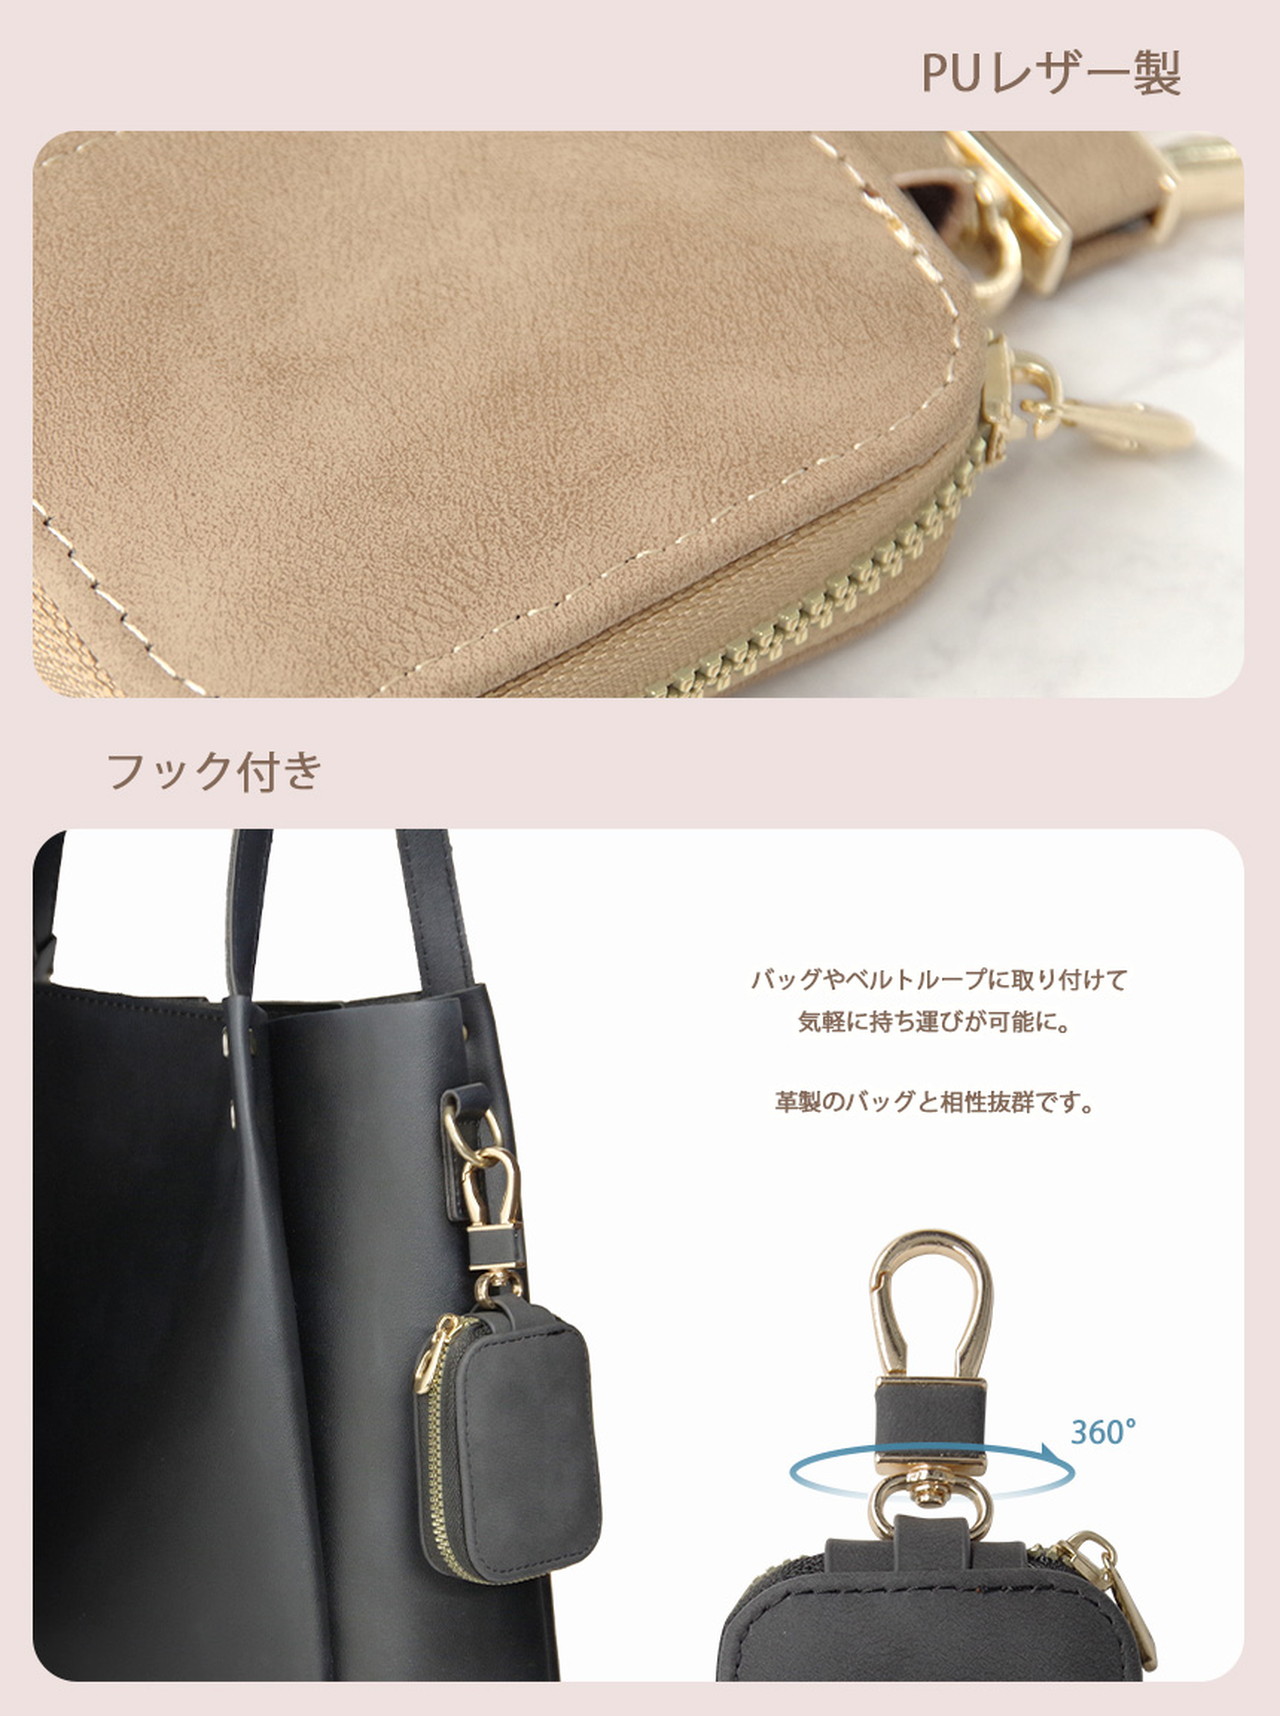 PUレザー製
フック付き
バッグやベルトループに取り付けて
気軽に持ち運びが可能に。
革製のバッグと相性抜群です。
360°